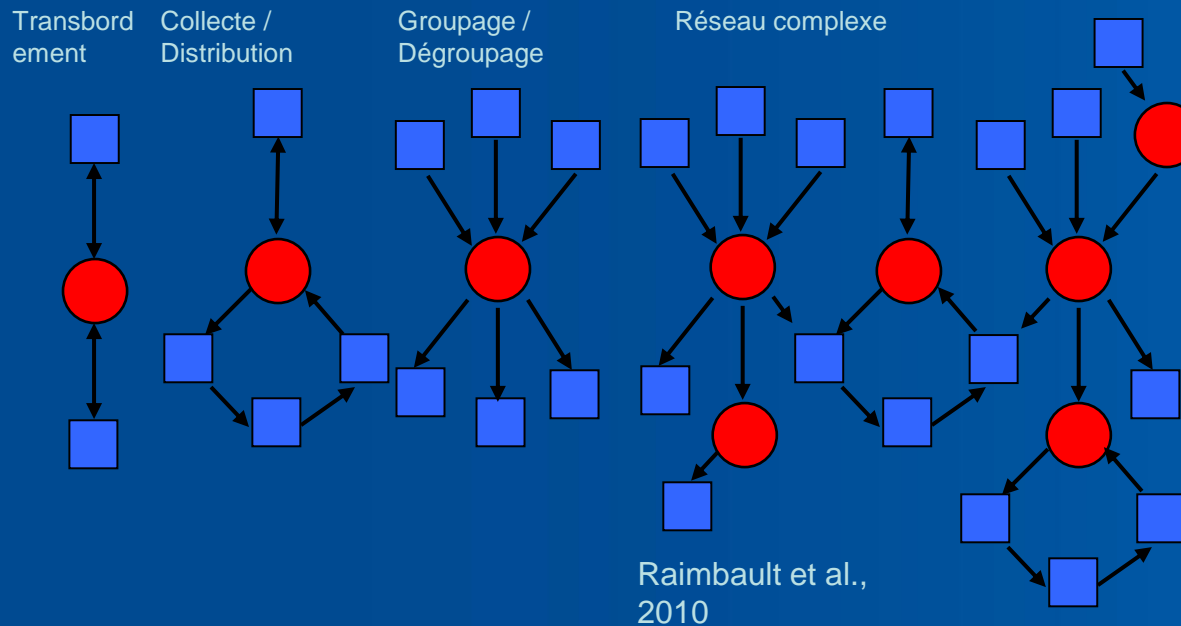 Transbord
ement
Collecte /
Distribution
Groupage /
Dégroupage
Réseau complexe
Raimbault et al.,
2010